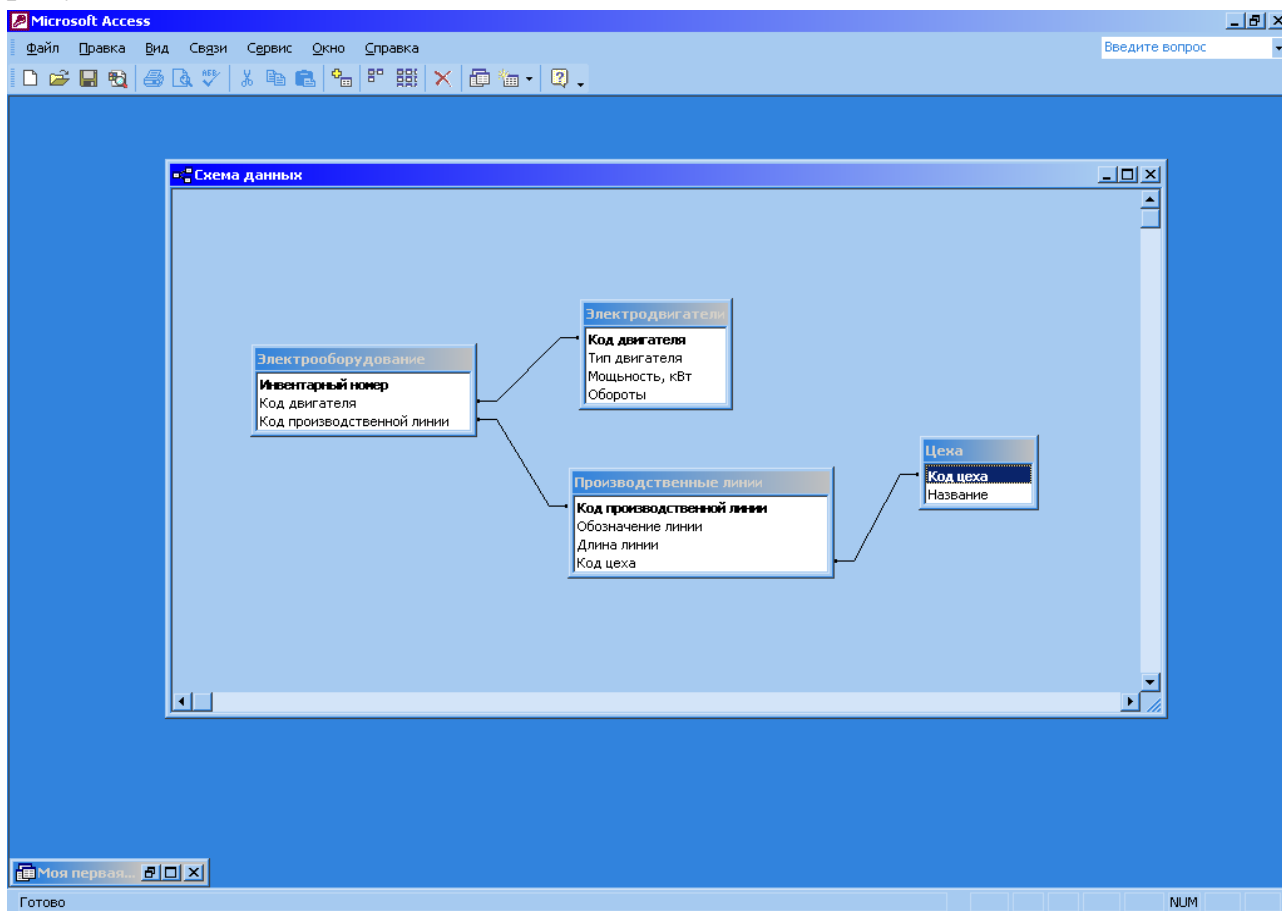 Microsoft Access
Файл Правка Вид Связи Сервис Окно Справка
Введите вопрос
Схема данных
Электродвигатели
Код двигателя
Тип двигателя
Мощьность, кВт
Обороты
Электрооборудование
Инвентарный номер
Код двигателя
Код производственной линии
Цеха
Код цеха
Название
Производственные линии
Код производственной линии
Обозначение линии
Длина линии
Код цеха
Моя первая...
Готово
NUM